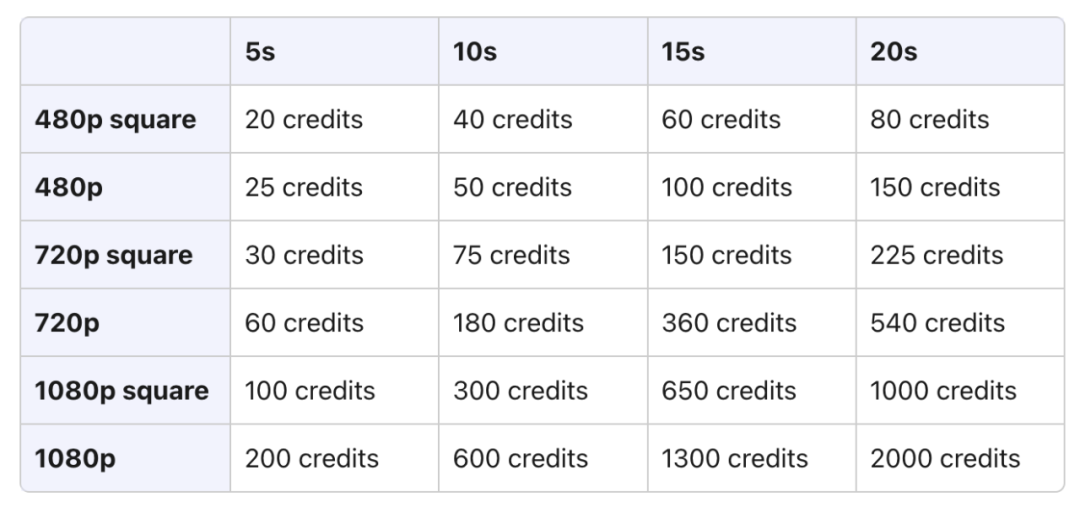 5s 10s 15s 20s
480p square 20 credits 40 credits 60 credits 80 credits
480p 25 credits 50 credits 100 credits 150 credits
720p square 30 credits 75 credits 150 credits 225 credits
720p 60 credits 180 credits 360 credits 540 credits
1080p square 100 credits 300 credits 650 credits 1000 credits
1080p 200 credits 600 credits 1300 credits 2000 credits